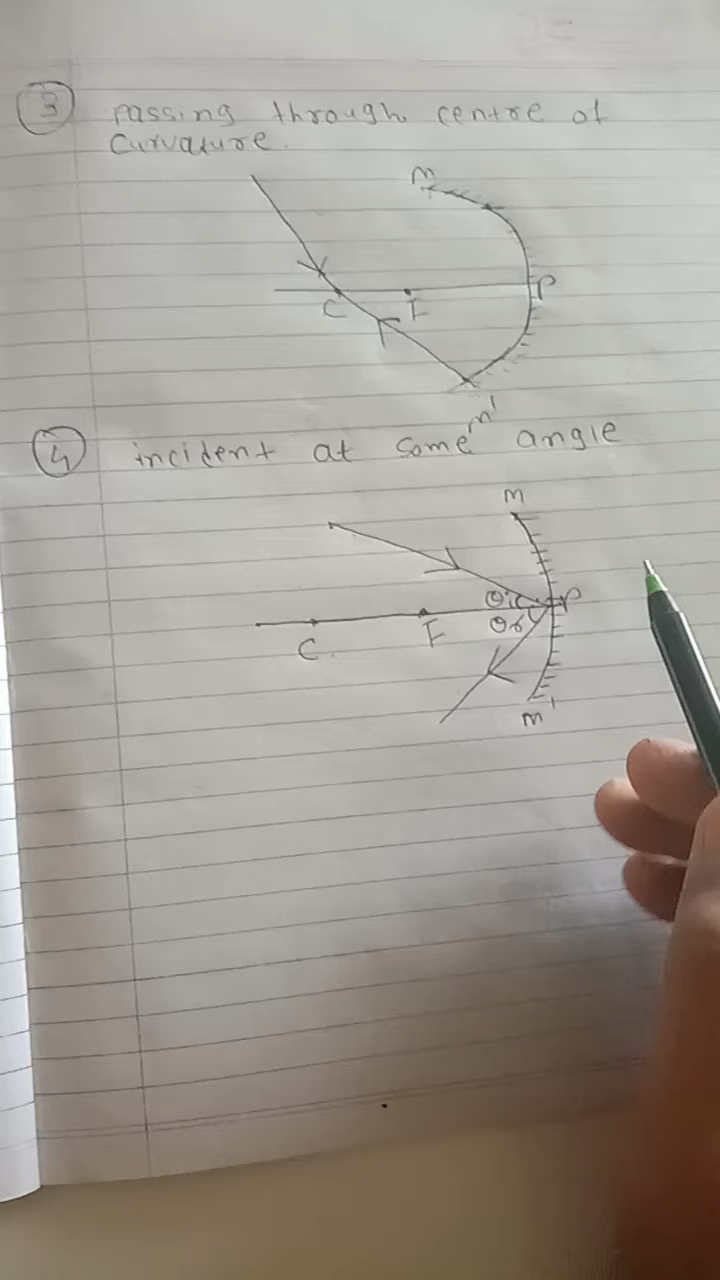 3 Passing through centre of
Curvature.
M
C F P
M'
4 incident at some angle
M
θi P
C F θr
M'